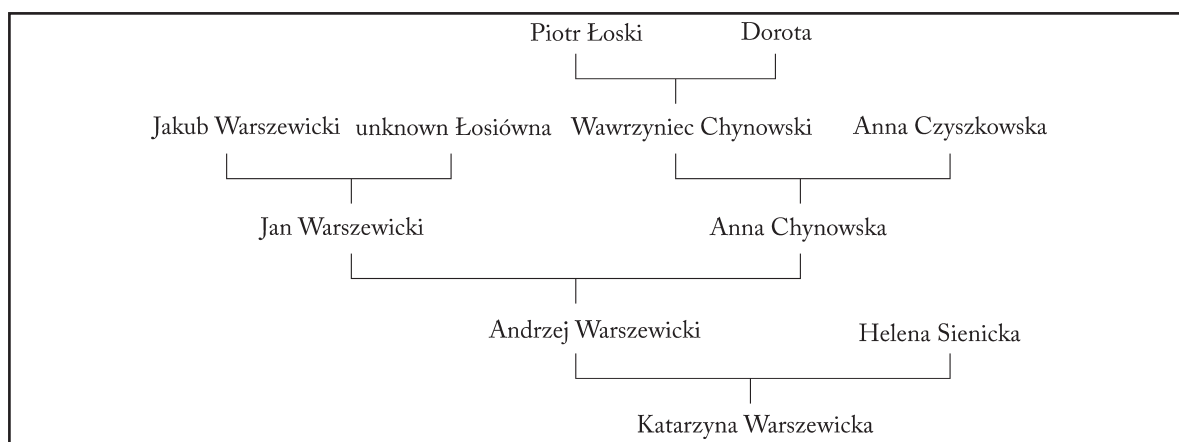 Piotr Łoski Dorota
Jakub Warszewicki unknown Łosiówna Wawrzyniec Chynowski Anna Czyszkowska
Jan Warszewicki Anna Chynowska
Andrzej Warszewicki Helena Sienicka
Katarzyna Warszewicka